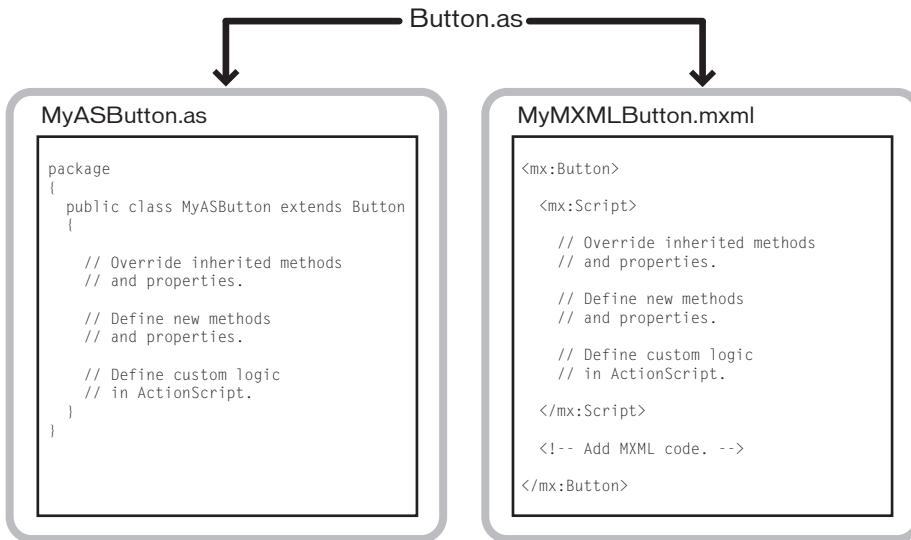 Button.as
MyASButton.as
package
{
public class MyASButton extends Button
{
// Override inherited methods
// and properties.
// Define new methods
// and properties.
// Define custom logic
// in ActionScript.
}
}
MyMXMLButton.mxml
<mx:Button>
<mx:Script>
// Override inherited methods
// and properties.
// Define new methods
// and properties.
// Define custom logic
// in ActionScript.
</mx:Script>
<!-- Add MXML code. -->
</mx:Button>